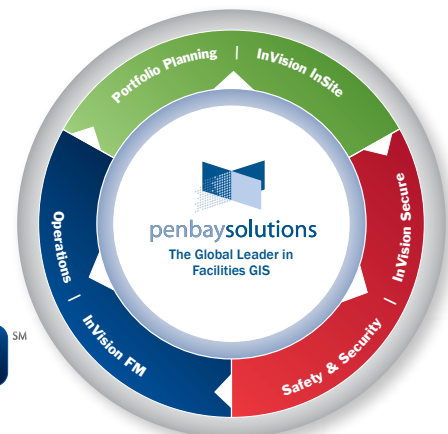 Portfolio Planning | InVision InSite
InVision Secure | Safety & Security
Operations | InVision FM
penbaysolutions
The Global Leader in
Facilities GIS
SM